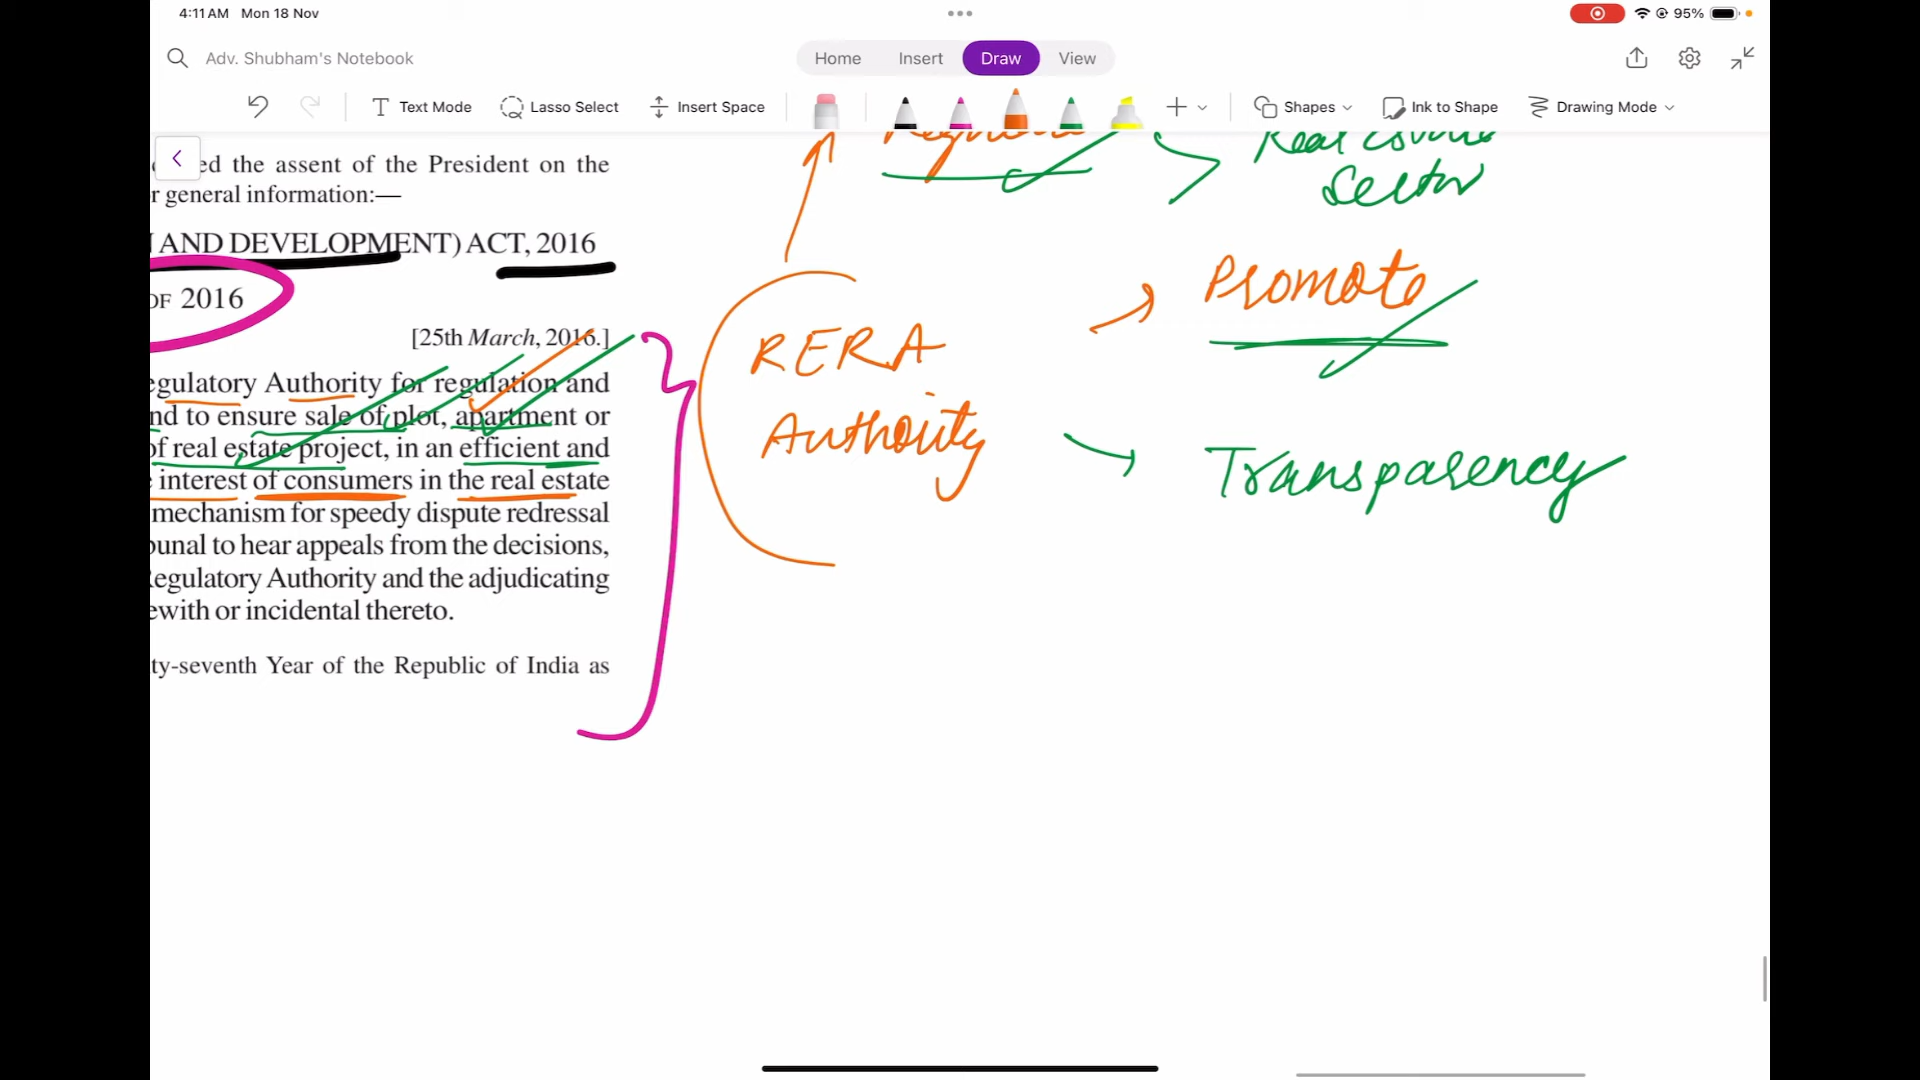 4:11 AM Mon 18 Nov
95%
Adv. Shubham's Notebook
Home Insert Draw View
Text Mode Lasso Select Insert Space Shapes Ink to Shape Drawing Mode
ed the assent of the President on the
r general information:—
AND DEVELOPMENT) ACT, 2016
OF 2016
[25th March, 2016.]
egulatory Authority for regulation and
nd to ensure sale of plot, apartment or
of real estate project, in an efficient and
interest of consumers in the real estate
mechanism for speedy dispute redressal
bunal to hear appeals from the decisions,
Regulatory Authority and the adjudicating
ewith or incidental thereto.
ty-seventh Year of the Republic of India as
Real Estate
Sector
Promote
RERA
Authority
Transparency